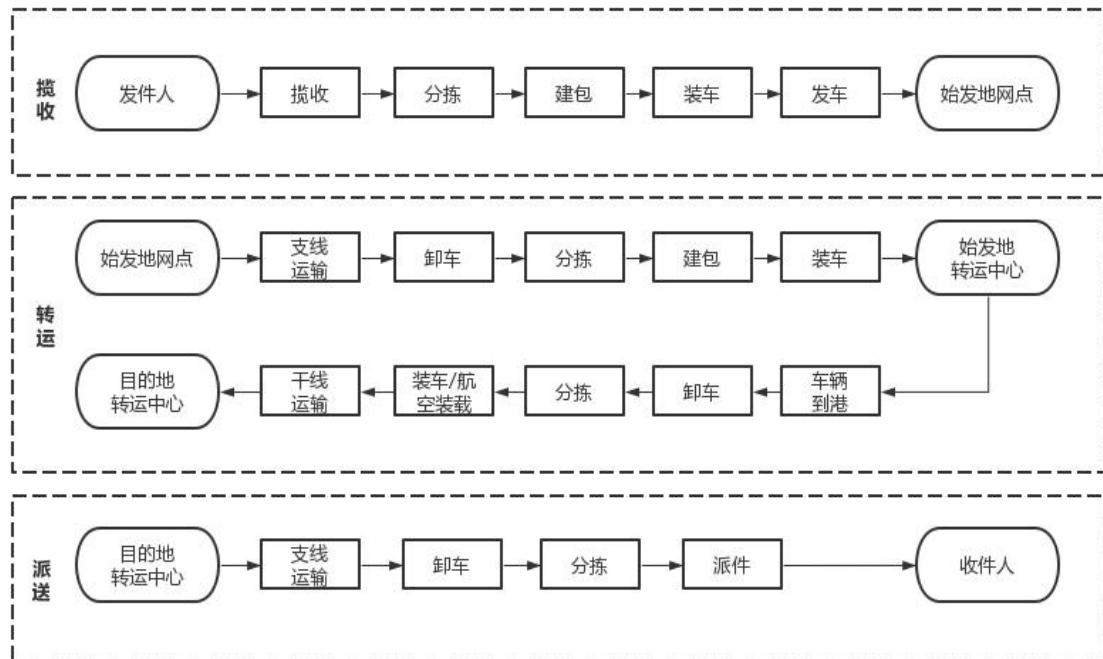 揽收
发件人
揽收
分拣
建包
装车
发车
始发地网点
转运
始发地网点
支线
运输
卸车
分拣
建包
装车
始发地
转运中心
目的地
转运中心
干线
运输
装车/航
空装载
分拣
卸车
车辆
到港
派送
目的地
转运中心
支线
运输
卸车
分拣
派件
收件人